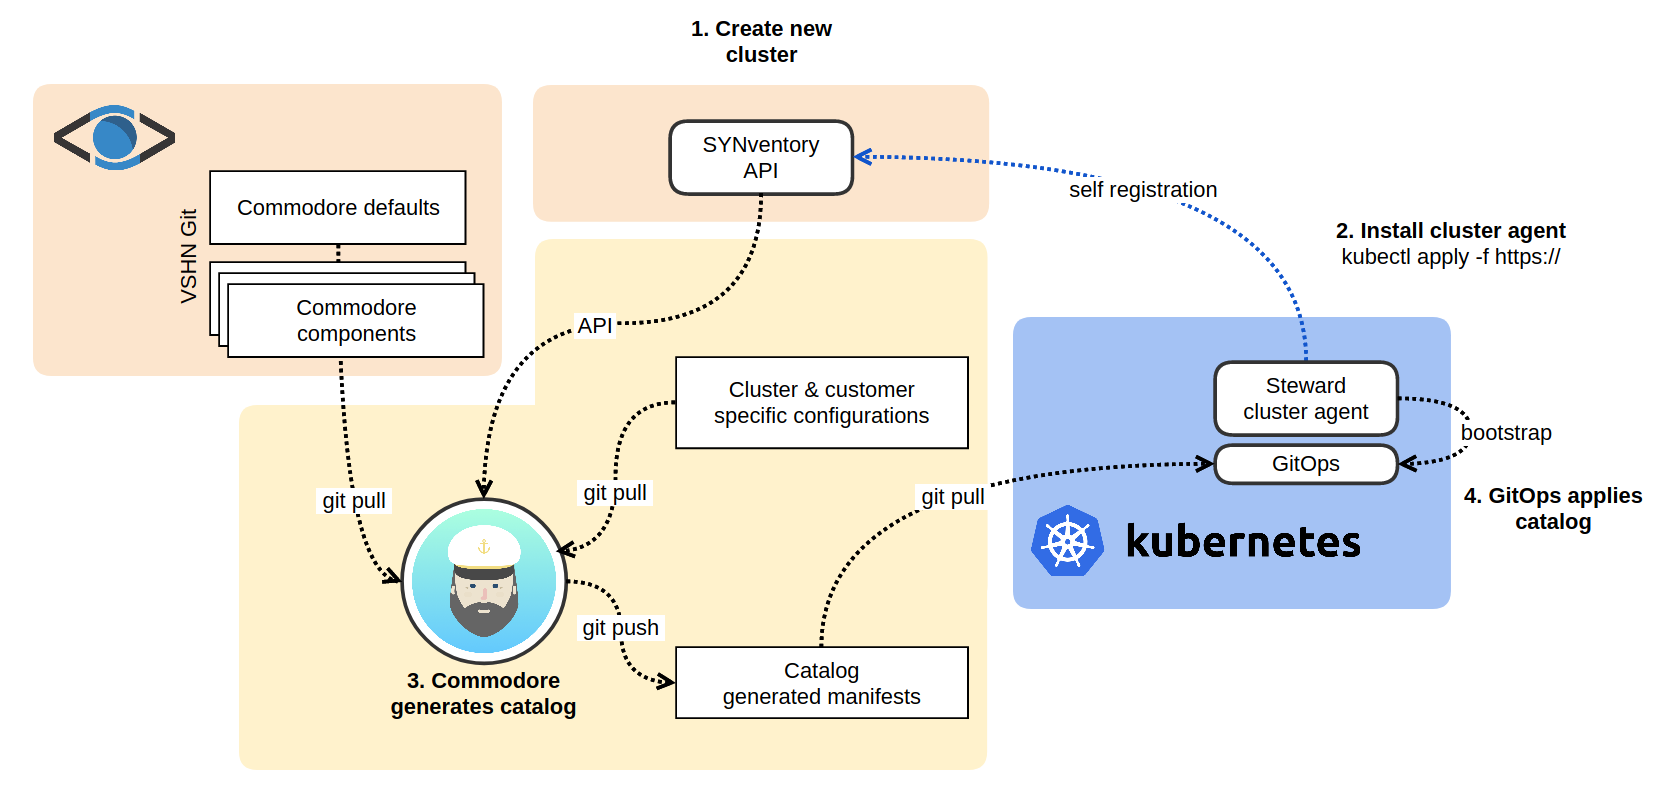 1. Create new
cluster
SYNventory
API
VSHN Git
Commodore defaults
Commodore
components
self registration
2. Install cluster agent
kubectl apply -f https://
API
Cluster & customer
specific configurations
Steward
cluster agent
bootstrap
GitOps
git pull
git pull
git pull
4. GitOps applies
catalog
kubernetes
git push
3. Commodore
generates catalog
Catalog
generated manifests